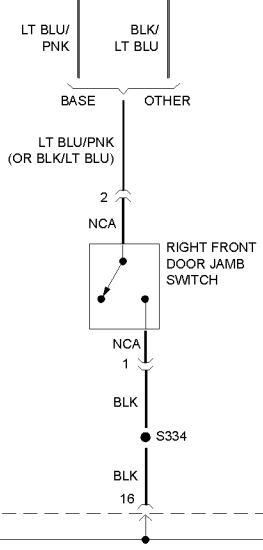 LT BLU/
PNK
BLK/
LT BLU
BASE
OTHER
LT BLU/PNK
(OR BLK/LT BLU)
2
NCA
RIGHT FRONT
DOOR JAMB
SWITCH
NCA
1
BLK
S334
BLK
16